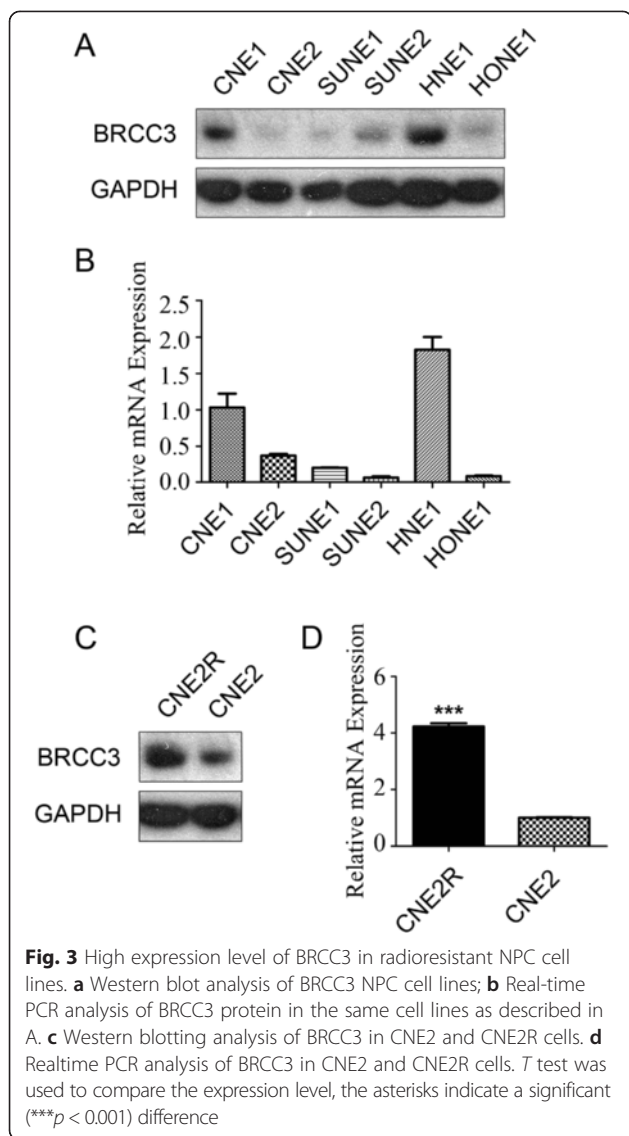 A
CNE1 CNE2 SUNE1 SUNE2 HNE1 HONE1
BRCC3
GAPDH
B
Relative mRNA Expression
2.5
2.0
1.5
1.0
0.5
0.0
CNE1 CNE2 SUNE1 SUNE2 HNE1 HONE1
C
CNE2R CNE2
BRCC3
GAPDH
D
Relative mRNA Expression
6
4
2
0
***
CNE2R CNE2
Fig. 3 High expression level of BRCC3 in radioresistant NPC cell
lines. a Western blot analysis of BRCC3 NPC cell lines; b Real-time
PCR analysis of BRCC3 protein in the same cell lines as described in
A. c Western blotting analysis of BRCC3 in CNE2 and CNE2R cells. d
Realtime PCR analysis of BRCC3 in CNE2 and CNE2R cells. T test was
used to compare the expression level, the asterisks indicate a significant
(***p < 0.001) difference